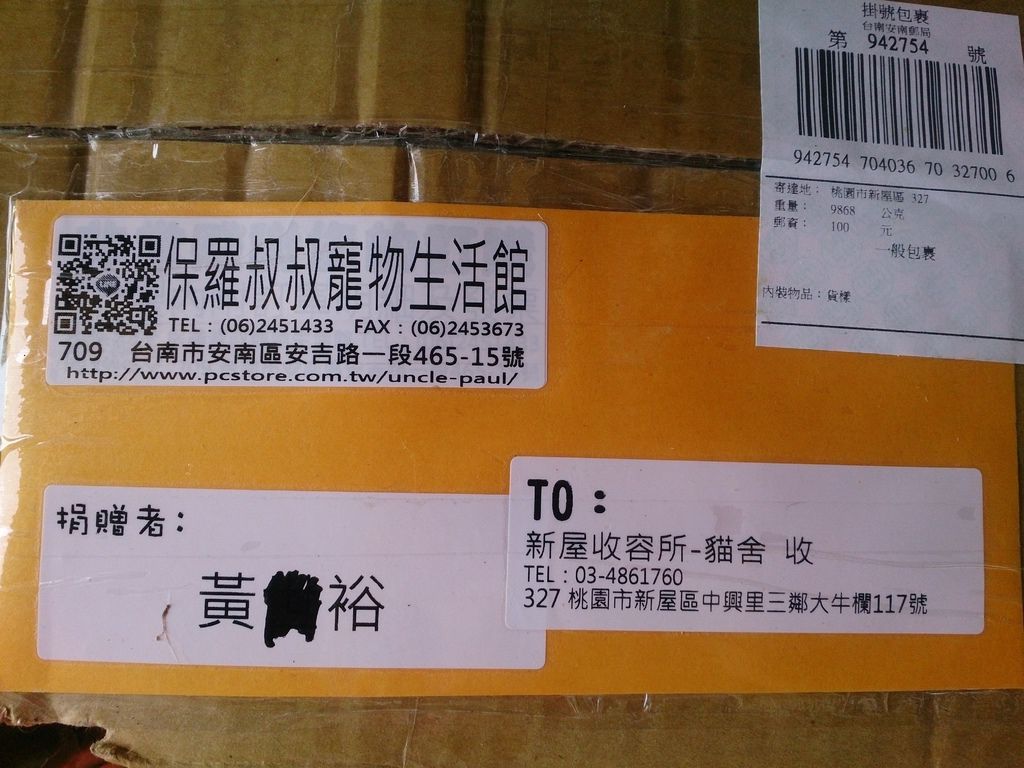 掛號包裹
台南安南郵局
第 942754 號
942754 704036 70 32700 6
寄達地： 桃園市新屋區 327
重量： 9868 公克
郵資： 100 元
一般包裹
內裝物品：貨樣
保羅叔叔寵物生活館
TEL：(06)2451433 FAX：(06)2453673
709 台南市安南區安吉路一段465-15號
http://www.pcstore.com.tw/uncle-paul/
捐贈者：
黃 裕
TO：
新屋收容所-貓舍 收
TEL：03-4861760
327 桃園市新屋區中興里三鄰大牛欄117號